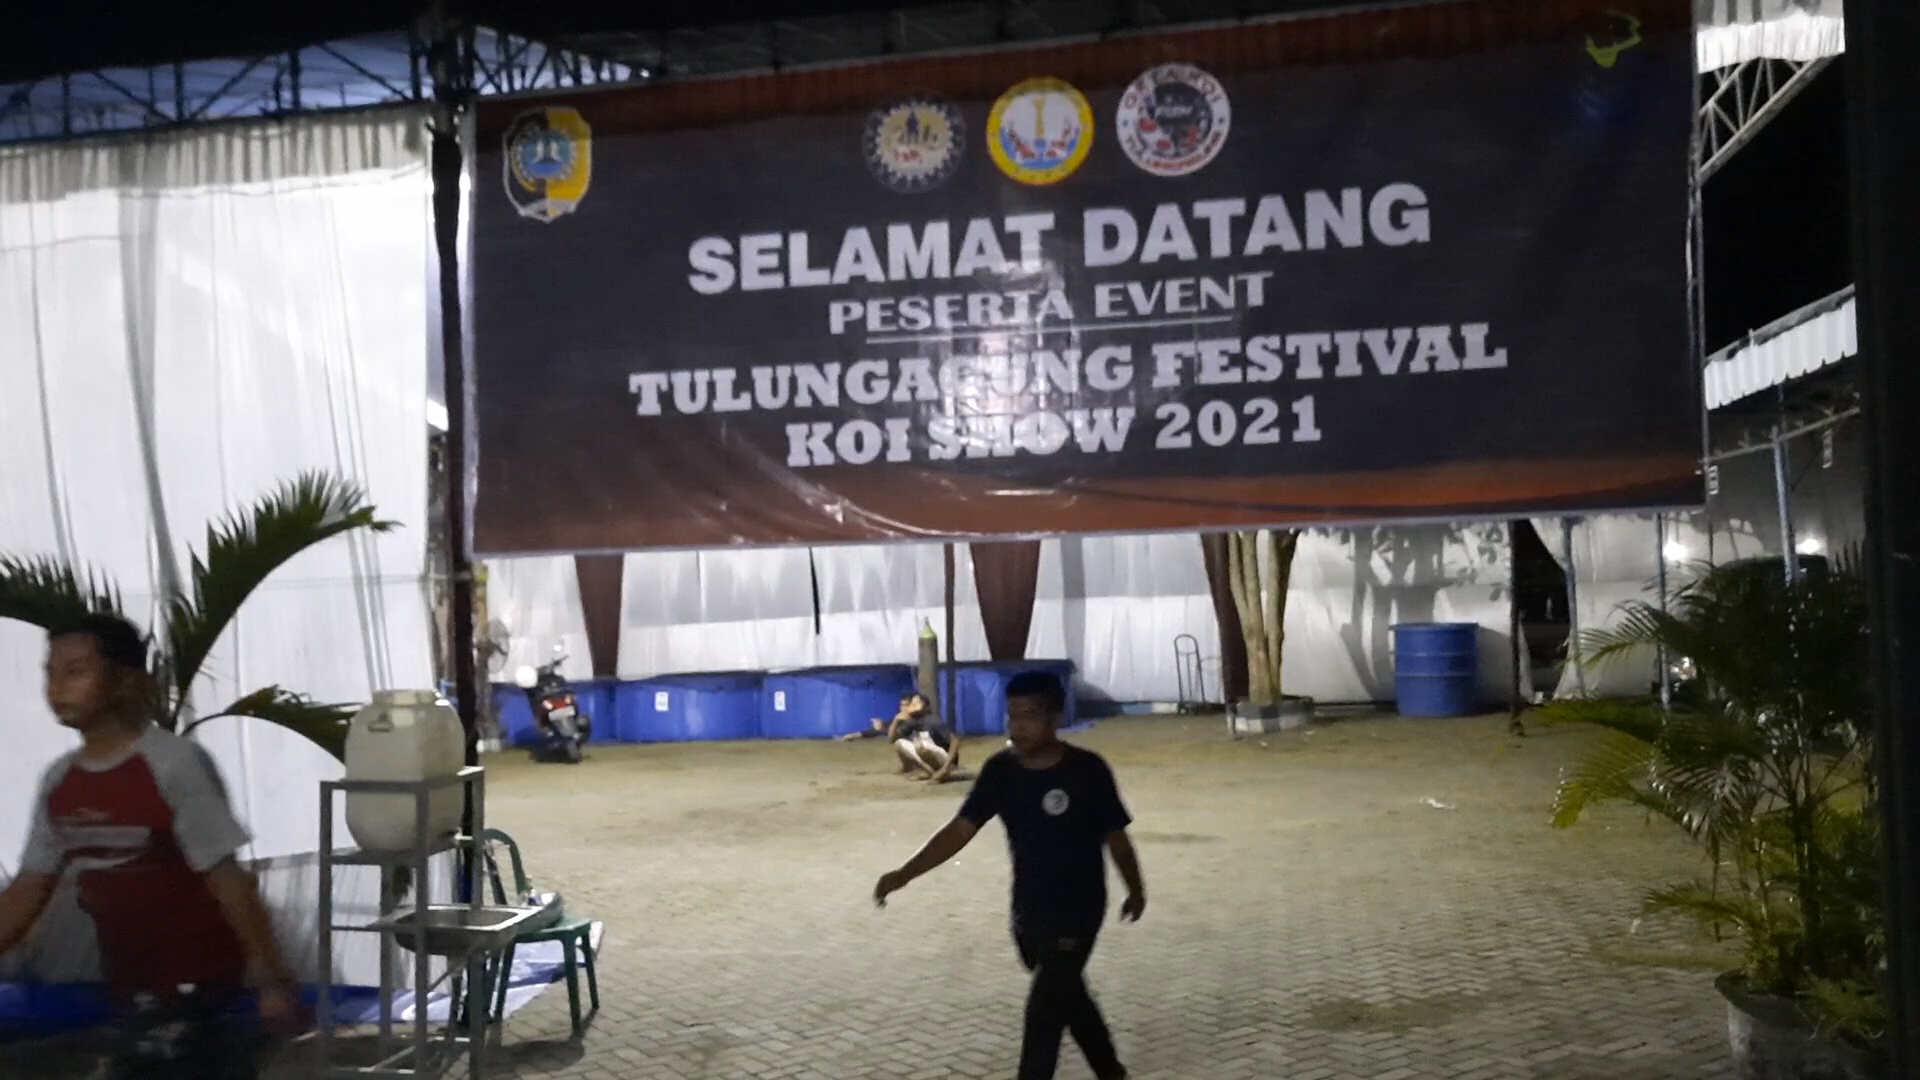 SELAMAT DATANG
PESERTA EVENT
TULUNGAGUNG FESTIVAL
KOI SHOW 2021